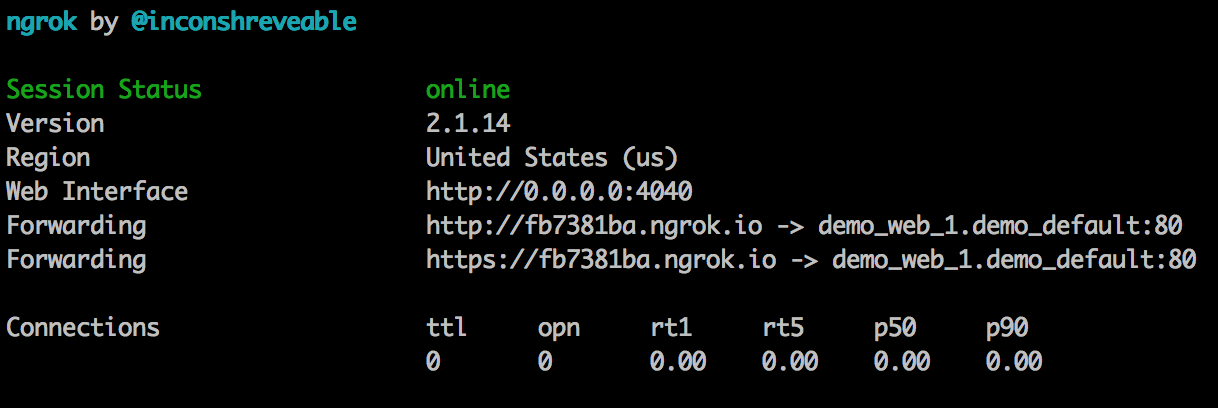 ngrok by @inconshreveable
Session Status online
Version 2.1.14
Region United States (us)
Web Interface http://0.0.0.0:4040
Forwarding http://fb7381ba.ngrok.io -> demo_web_1.demo_default:80
Forwarding https://fb7381ba.ngrok.io -> demo_web_1.demo_default:80
Connections ttl opn rt1 rt5 p50 p90
0 0 0.00 0.00 0.00 0.00